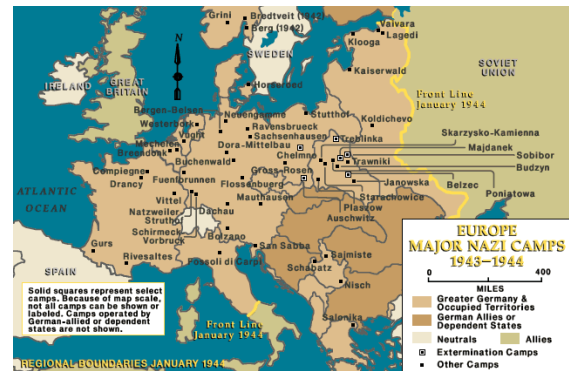 Grini
Bredtveit (1942)
Berg (1942)
Vaivara
Klooga
Lagedi
SWEDEN
SOVIET
UNION
Kaiserwald
IRELAND
GREAT
BRITAIN
Horserød
Front Line
January 1944
Bergen-Belsen
Neuengamme
Stutthof
Koldichevo
Westerbork
Ravensbrueck
Vught
Sachsenhausen
Treblinka
Skarzysko-Kamienna
Mechelen
Dora-Mittelbau
Majdanek
Breendonk
Chelmno
Sobibor
Buchenwald
Trawniki
Budzyn
Compiegne
Gross-Rosen
Drancy
Fuenbrunnen
Flossenburg
Janowska
Belzec
Poniatowa
ATLANTIC
OCEAN
Vittel
Mauthausen
Starachowice
Natzweiler-
Struthof
Dachau
Plaszow
Auschwitz
Schirmeck-
Vorbruck
Bolzano
EUROPE
MAJOR NAZI CAMPS
1943-1944
Gurs
San Sabba
Sajmiste
Rivesaltes
Fossoli di Carpi
Schabatz
0
400
MILES
SPAIN
Nisch
Solid squares represent select
camps. Because of map scale,
not all camps can be shown or
labeled. Camps operated by
German-allied or dependent
states are not shown.
Greater Germany &
Occupied Territories
German Allies or
Dependent States
Front Line
January 1944
Salonika
Neutrals
Allies
Extermination Camps
Other Camps
REGIONAL BOUNDARIES JANUARY 1944